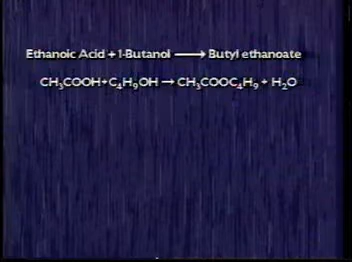 Ethanoic Acid + 1-Butanol ⟶ Butyl ethanoate
CH₃COOH+C₄H₉OH → CH₃COOC₄H₉ + H₂O